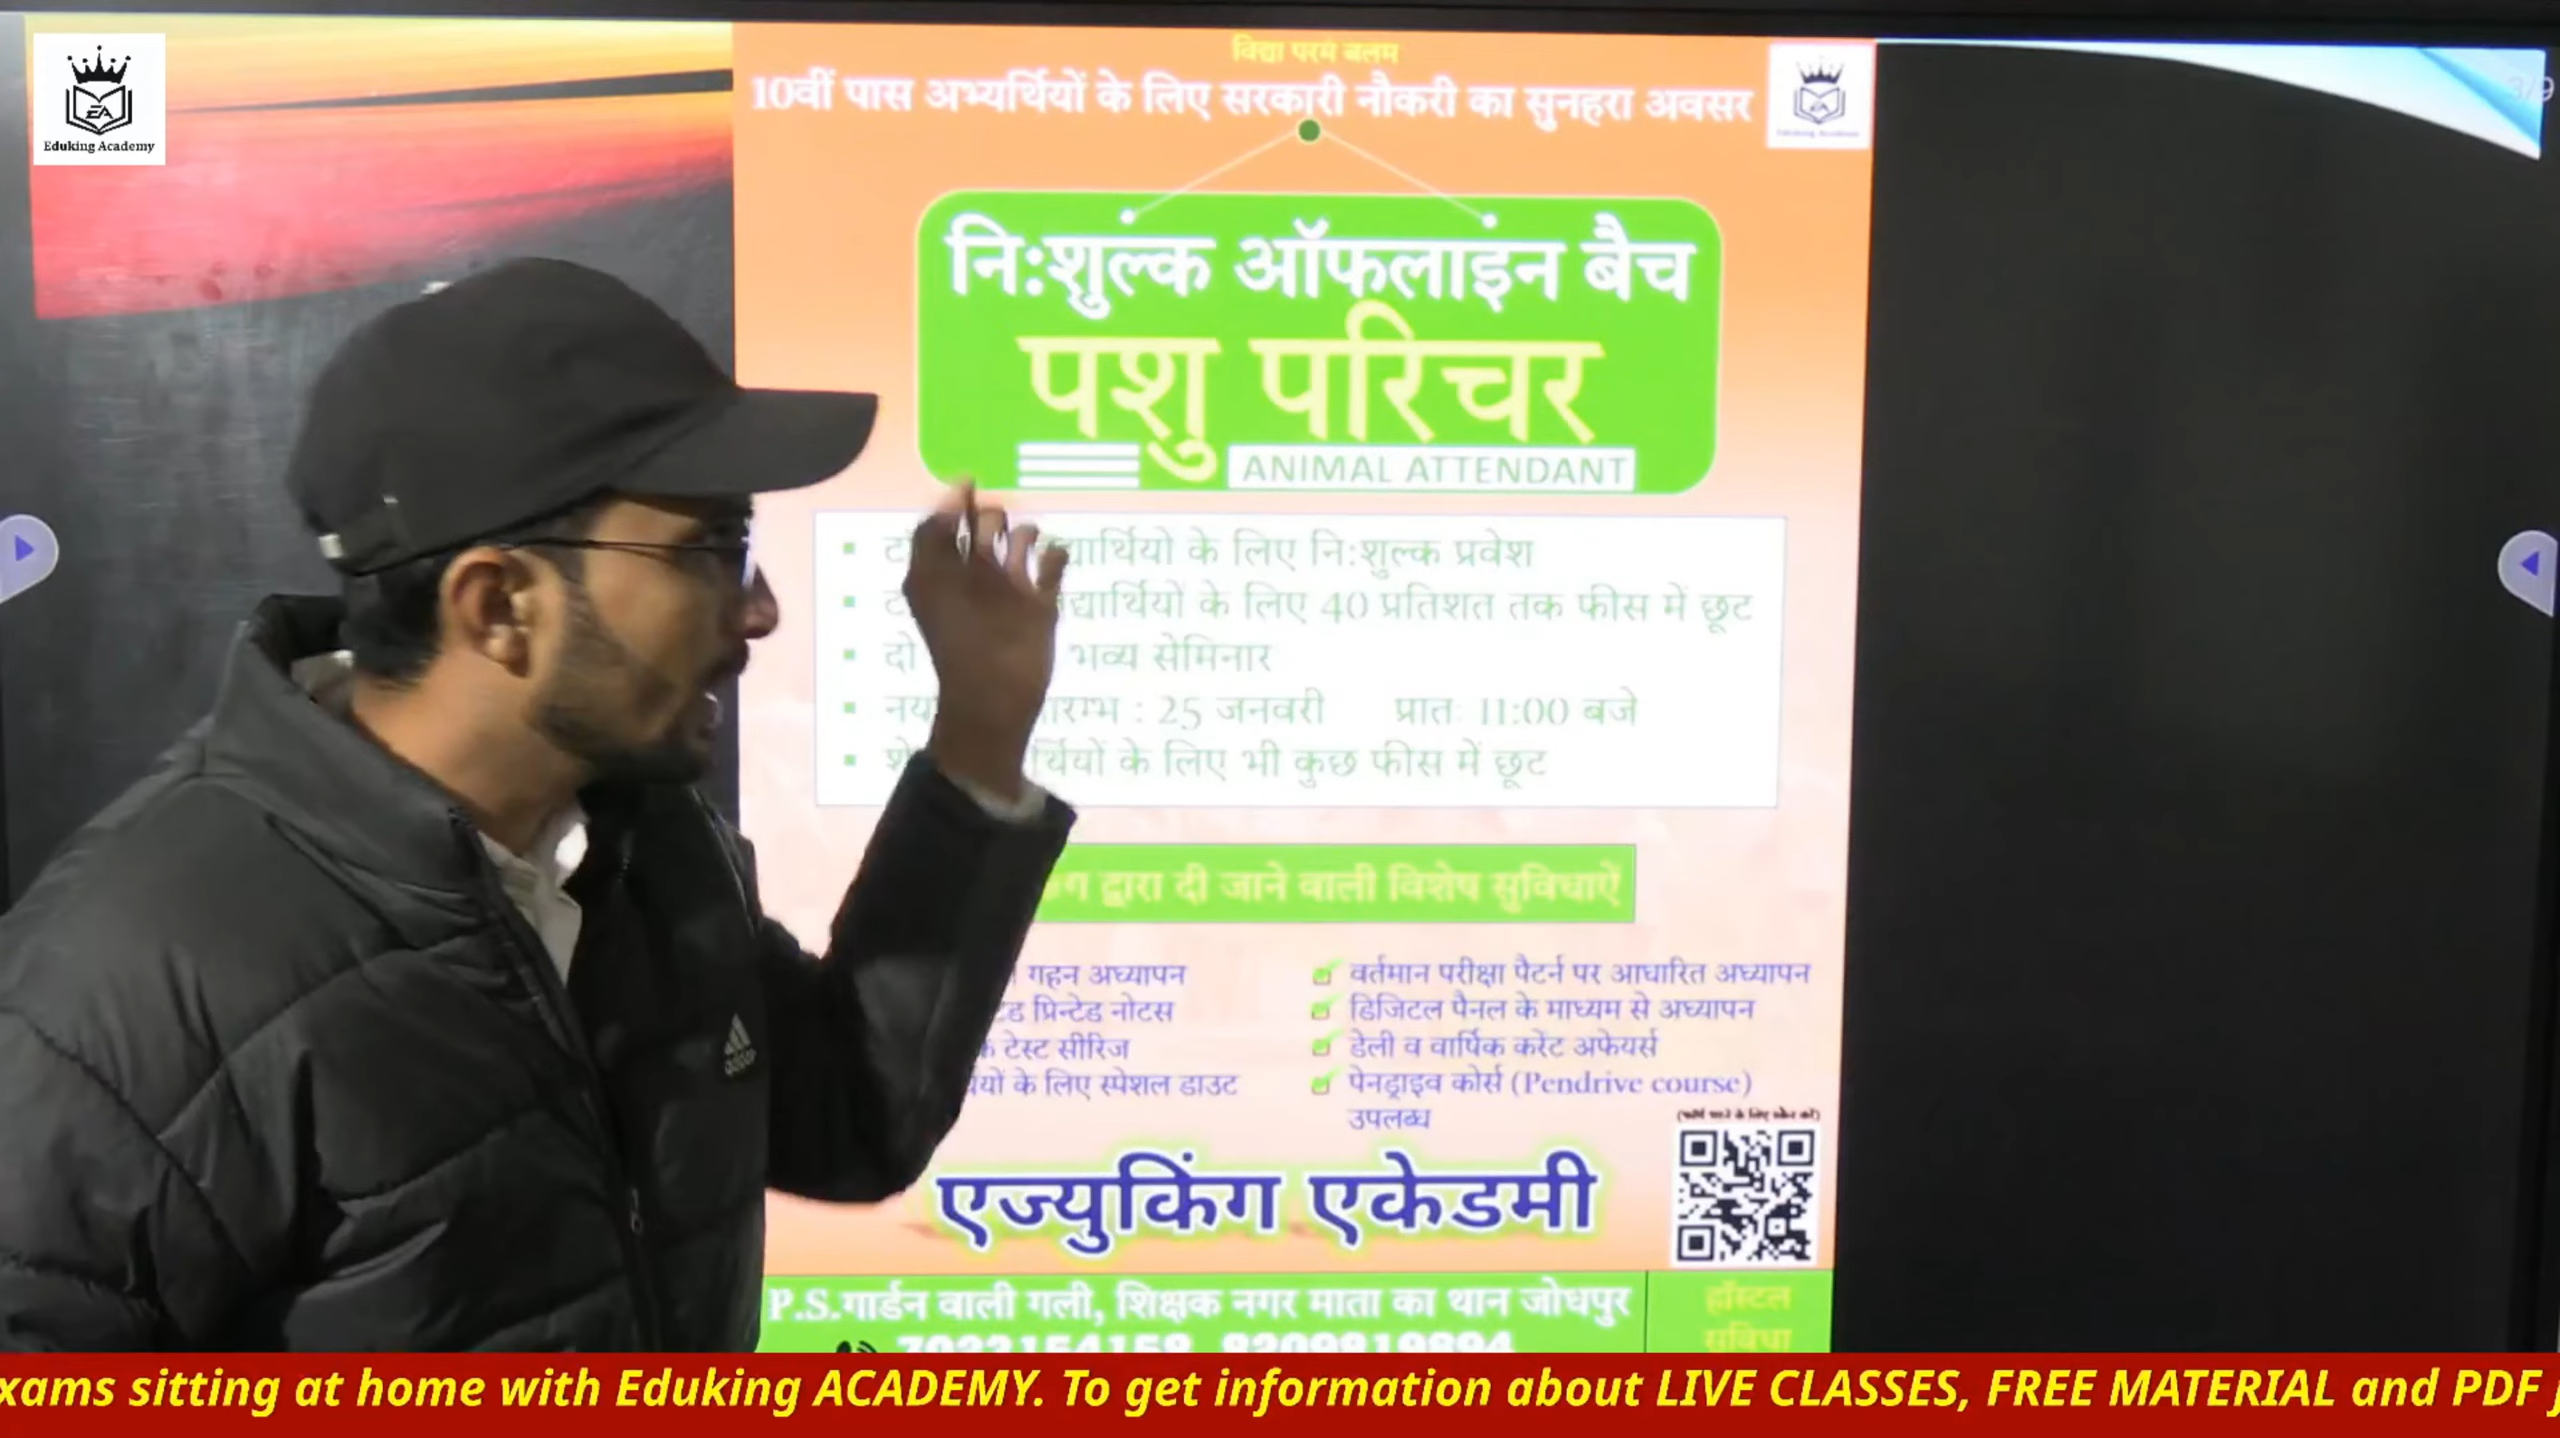 Eduking Academy
विद्या परमं बलम
10वीं पास अभ्यर्थियों के लिए सरकारी नौकरी का सुनहरा अवसर
Eduking Academy
3/9
नि:शुल्क ऑफलाइन बैच
पशु परिचर
ANIMAL ATTENDANT
विद्यार्थियों के लिए नि:शुल्क प्रवेश
विद्यार्थियों के लिए 40 प्रतिशत तक फीस में छूट
दो भव्य सेमिनार
25 जनवरी प्रातः 11:00 बजे
के लिए भी कुछ फीस में छूट
द्वारा दी जाने वाली विशेष सुविधाऐं
गहन अध्यापन
प्रिन्टेड नोटस
टेस्ट सीरिज
के लिए स्पेशल डाउट
वर्तमान परीक्षा पैटर्न पर आधारित अध्यापन
डिजिटल पैनल के माध्यम से अध्यापन
डेली व वार्षिक करेंट अफेयर्स
पेनड्राइव कोर्स (Pendrive course)
उपलब्ध
एज्युकिंग एकेडमी
P.S.गार्डन वाली गली, शिक्षक नगर माता का थान जोधपुर
हॉस्टल
सुविधा
sitting at home with Eduking ACADEMY. To get information about LIVE CLASSES, FREE MATERIAL and PDF